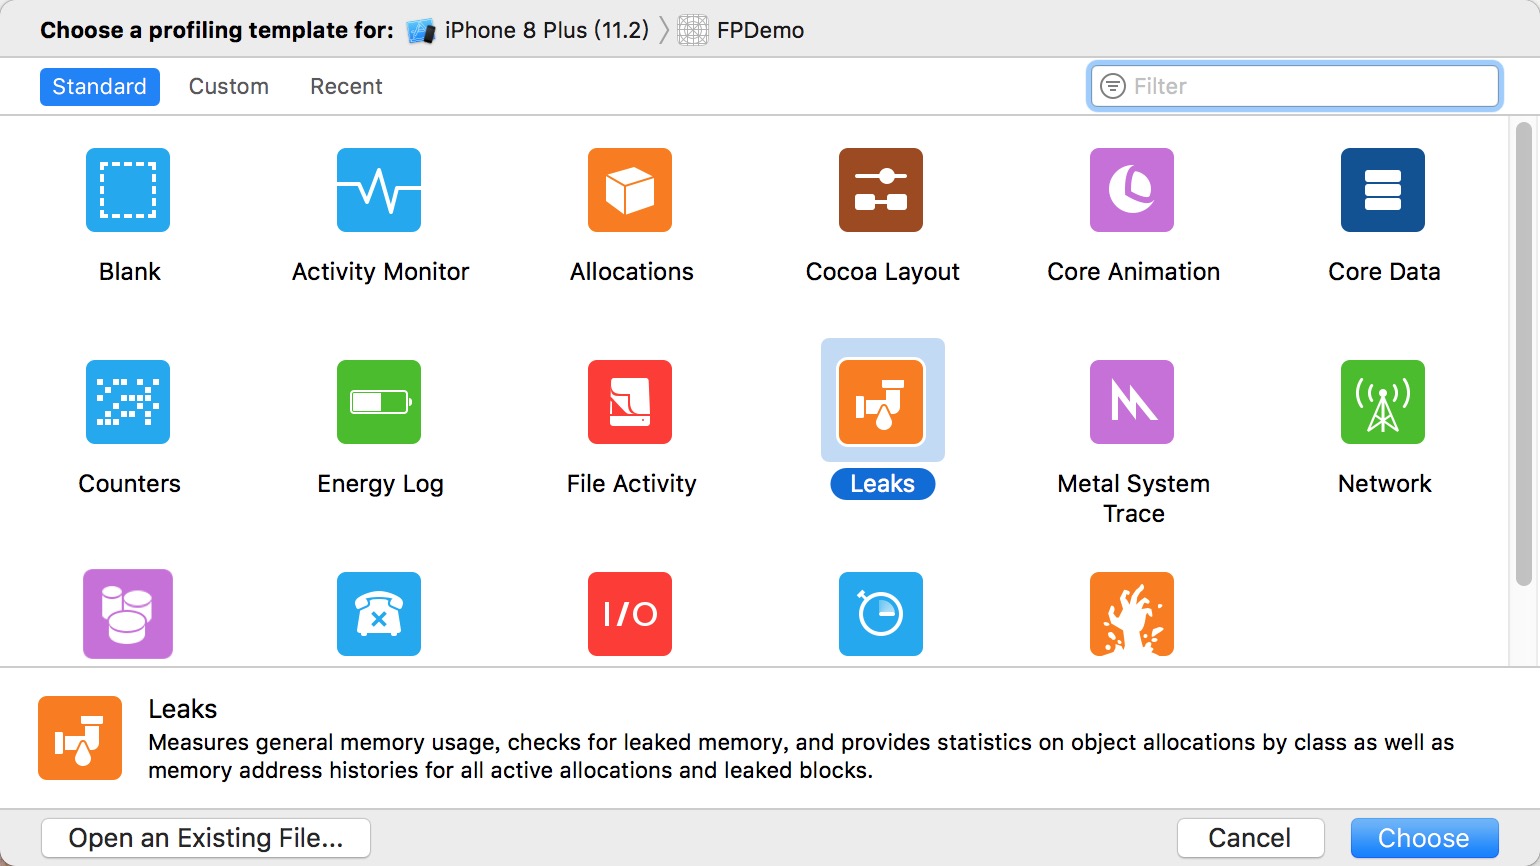 Choose a profiling template for: iPhone 8 Plus (11.2) FPDemo
Standard Custom Recent Filter
Blank Activity Monitor Allocations Cocoa Layout Core Animation Core Data
Counters Energy Log File Activity Leaks Metal System Trace Network
I/O
Leaks
Measures general memory usage, checks for leaked memory, and provides statistics on object allocations by class as well as
memory address histories for all active allocations and leaked blocks.
Open an Existing File... Cancel Choose